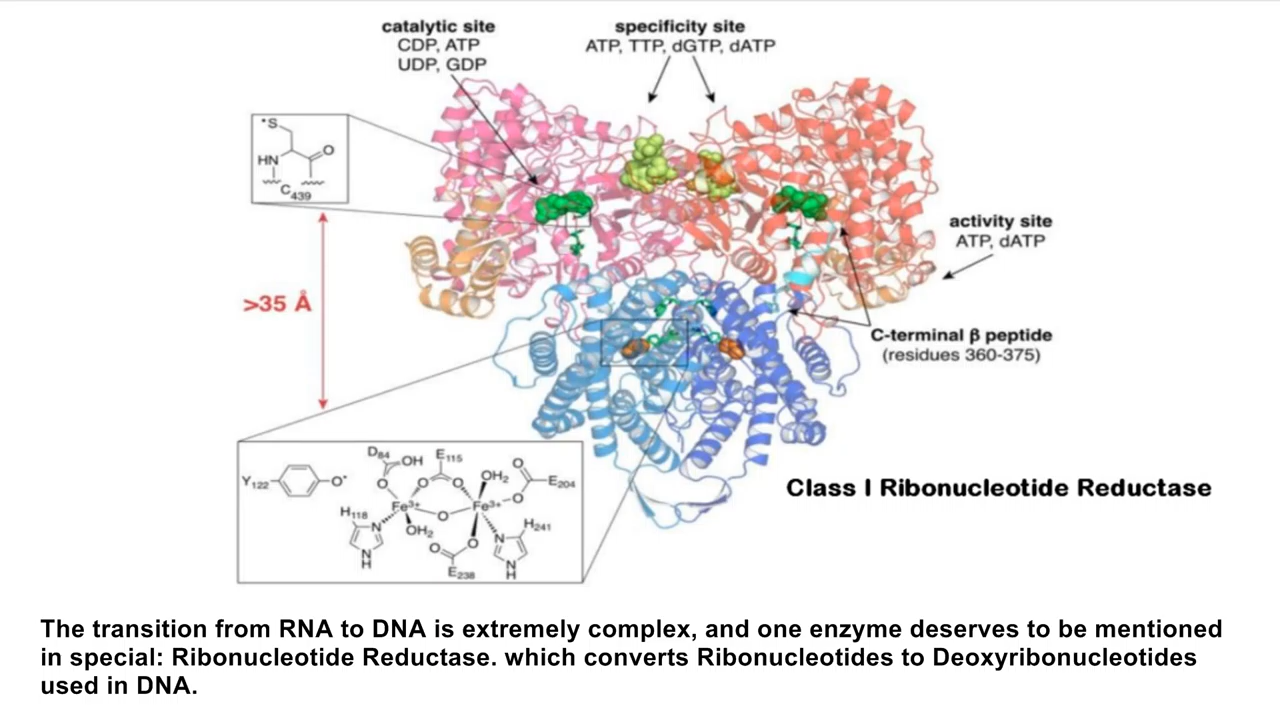 catalytic site
CDP, ATP
UDP, GDP
specificity site
ATP, TTP, dGTP, dATP
•S
HN
O
C439
>35 Å
activity site
ATP, dATP
C-terminal β peptide
(residues 360-375)
Y122
O•
D84
OH
O
E115
O
O
OH2
O
O
E204
Fe3+
O
Fe3+
H118
N
N
H
OH2
O
O
E238
H241
N
N
H
Class I Ribonucleotide Reductase
The transition from RNA to DNA is extremely complex, and one enzyme deserves to be mentioned
in special: Ribonucleotide Reductase. which converts Ribonucleotides to Deoxyribonucleotides
used in DNA.